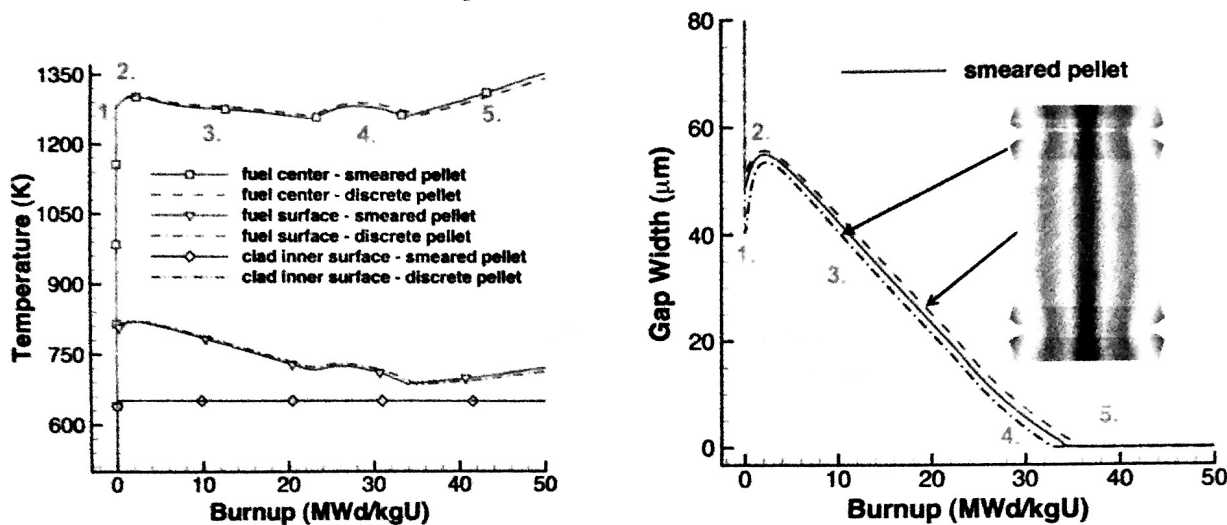 1350
1200
1050
900
750
600
Temperature (K)
1.
2.
3.
4.
5.
fuel center - smeared pellet
fuel center - discrete pellet
fuel surface - smeared pellet
fuel surface - discrete pellet
clad inner surface - smeared pellet
clad inner surface - discrete pellet
0 10 20 30 40 50
Burnup (MWd/kgU)
80
60
40
20
0
Gap Width (μm)
smeared pellet
2.
1.
3.
4.
5.
0 10 20 30 40 50
Burnup (MWd/kgU)